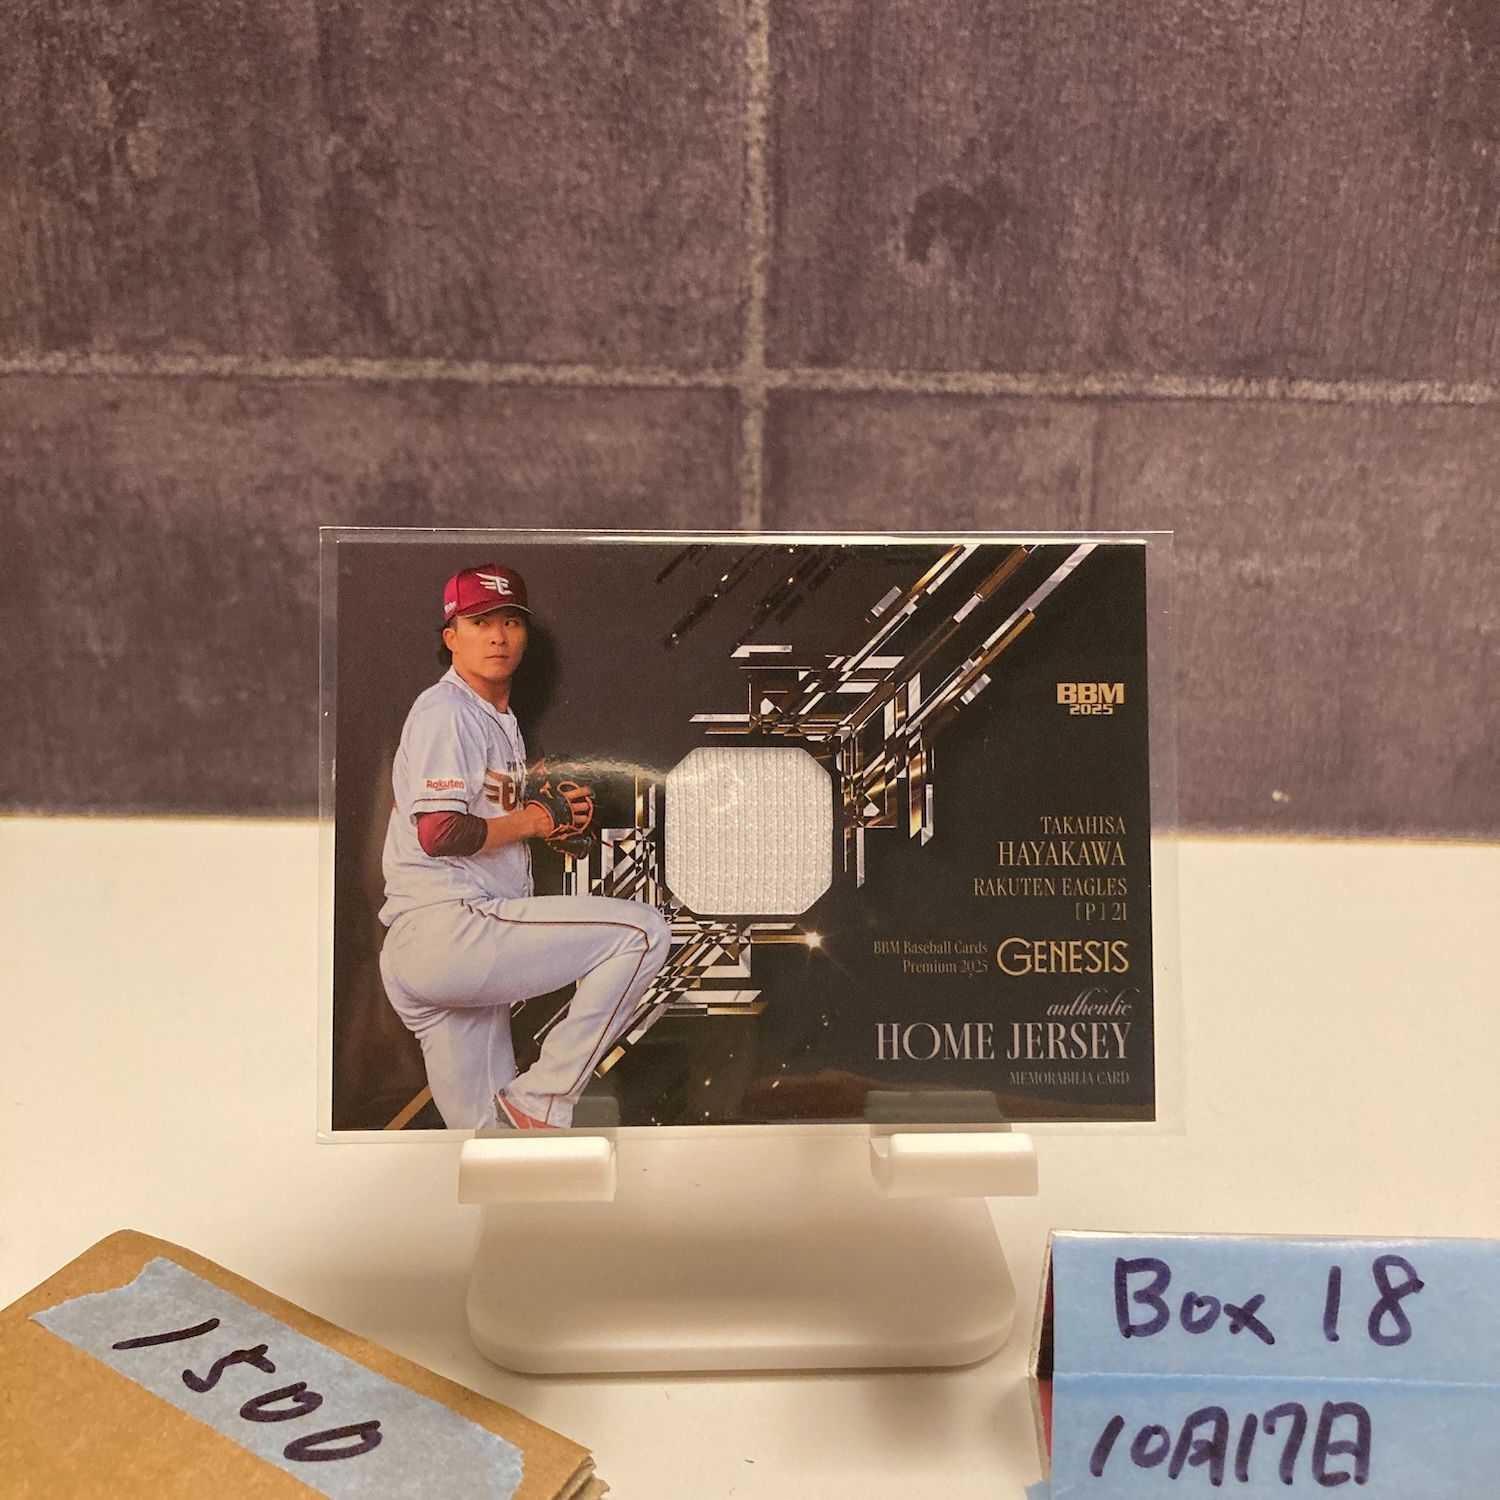 E
Rakuten
BBM
2025
TAKAHISA
HAYAKAWA
RAKUTEN EAGLES
[P] 21
BBM Baseball Cards
Premium 2025
GENESIS
authentic
HOME JERSEY
MEMORABILIA CARD
1500
Box 18
10月17日